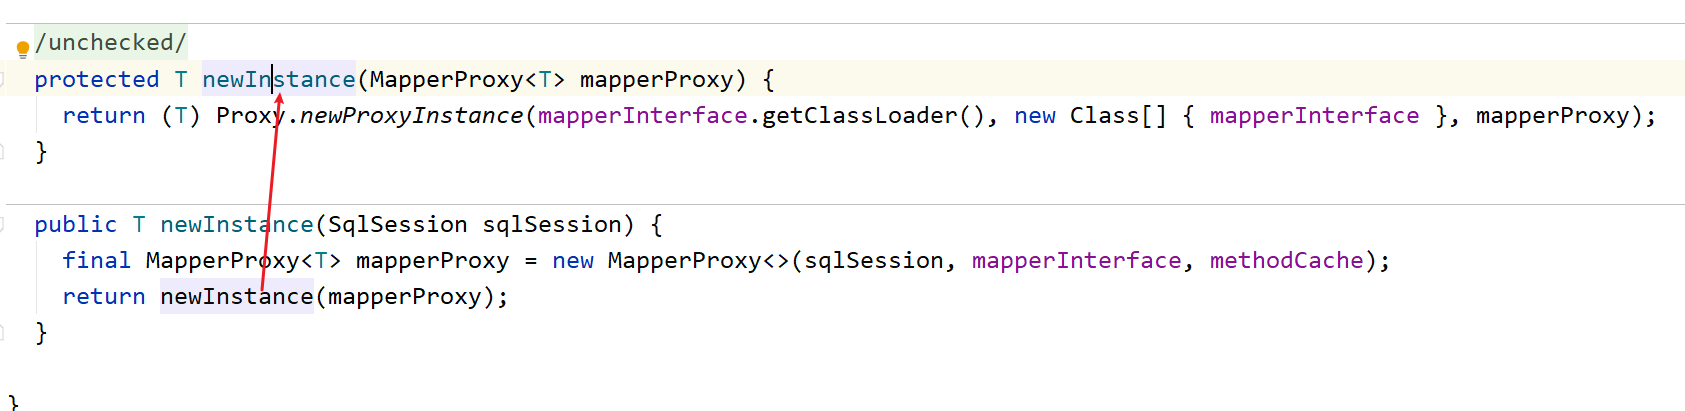 /unchecked/
protected T newInstance(MapperProxy<T> mapperProxy) {
return (T) Proxy.newProxyInstance(mapperInterface.getClassLoader(), new Class[] { mapperInterface }, mapperProxy);
}
public T newInstance(SqlSession sqlSession) {
final MapperProxy<T> mapperProxy = new MapperProxy<>(sqlSession, mapperInterface, methodCache);
return newInstance(mapperProxy);
}
}